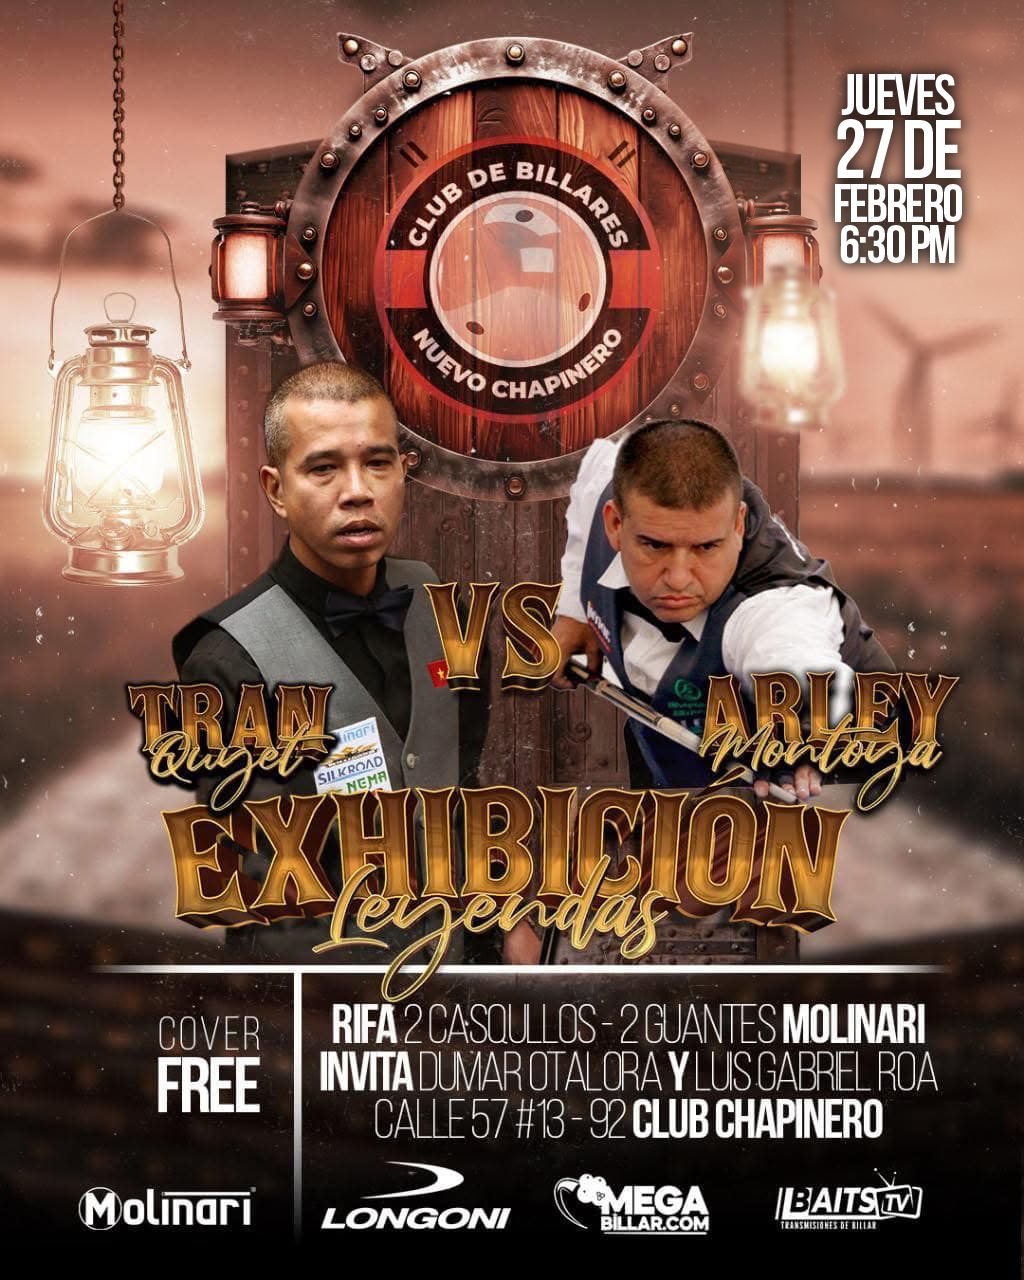 JUEVES
27 DE
FEBRERO
6:30 PM
CLUB DE BILLARES
NUEVO CHAPINERO
VS
TRAN
Quyet
ARLEY
Montoya
SILKROAD
NEMA
EXHIBICIÓN
Leyendas
COVER
FREE
RIFA 2 CASQULLOS - 2 GUANTES MOLINARI
INVITA DUMAR OTALORA Y LUIS GABRIEL ROA
CALLE 57 #13 - 92 CLUB CHAPINERO
Molinari
LONGONI
MEGA
BILLAR.COM
BAITS TV
TRANSMISIONES DE BILLAR